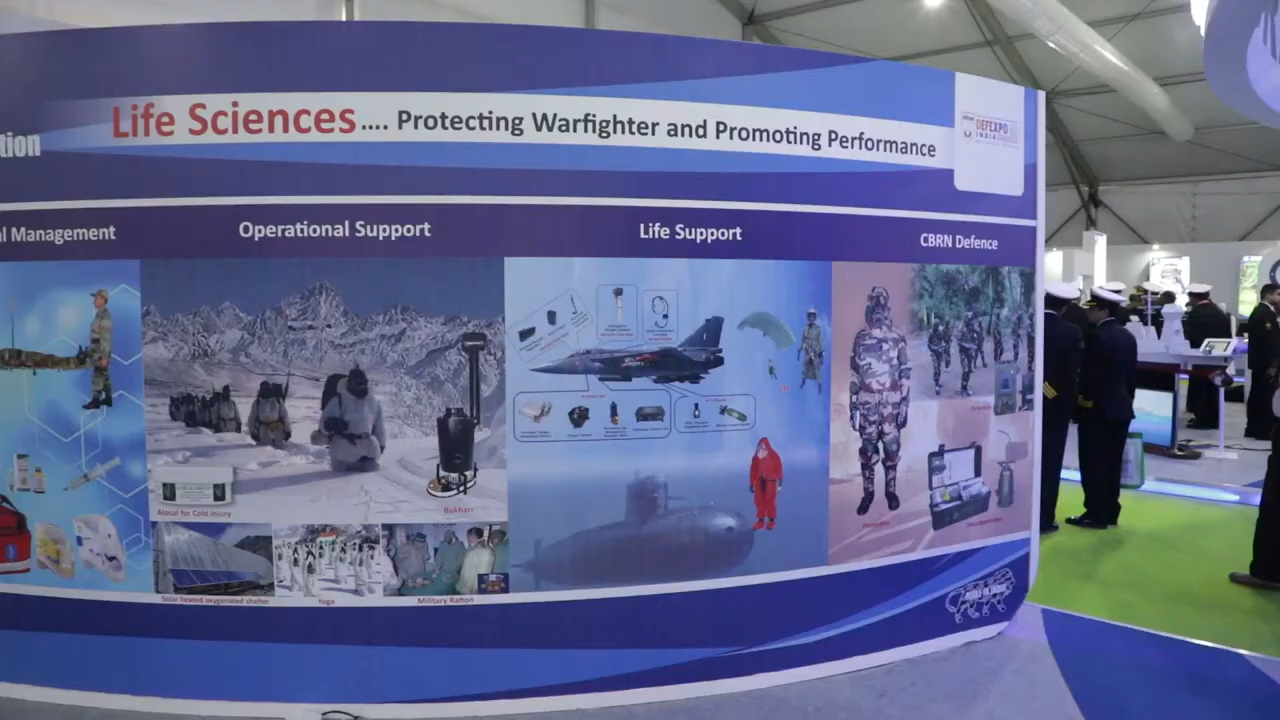 tion
Life Sciences.... Protecting Warfighter and Promoting Performance
DEFEXPO
INDIA
l Management
Operational Support
Life Support
CBRN Defence
Alocal for Cold Injury
Bukhari
Solar heated oxygenated shelter
Yoga
Military Ration